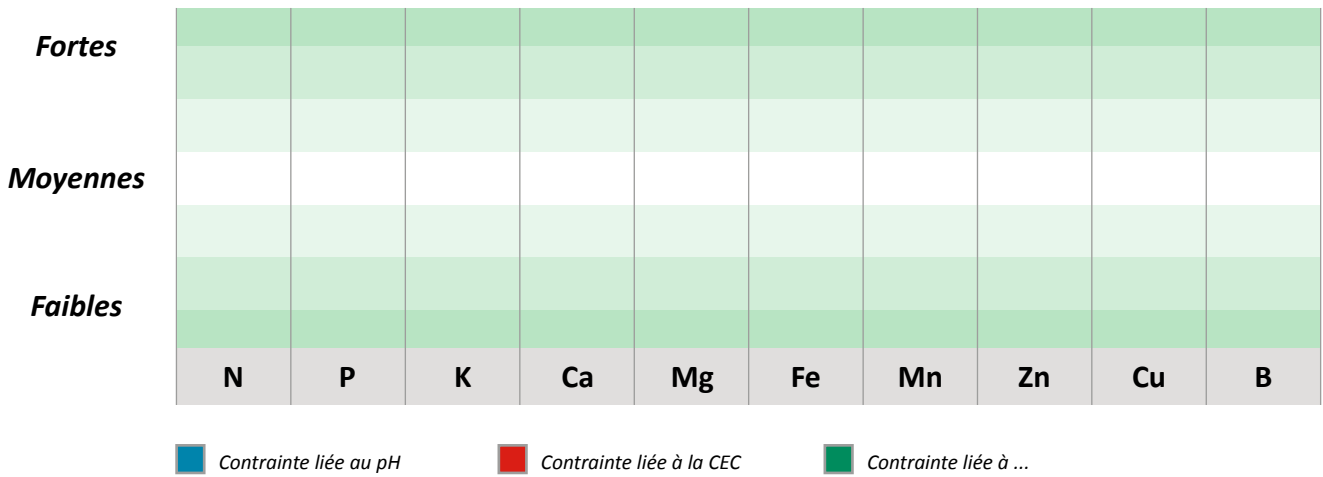 Fortes
Moyennes
Faibles
N P K Ca Mg Fe Mn Zn Cu B
Contrainte liée au pH Contrainte liée à la CEC Contrainte liée à ...